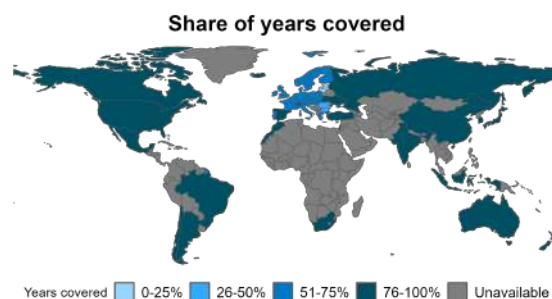 Share of years covered
Years covered 0-25% 26-50% 51-75% 76-100% Unavailable